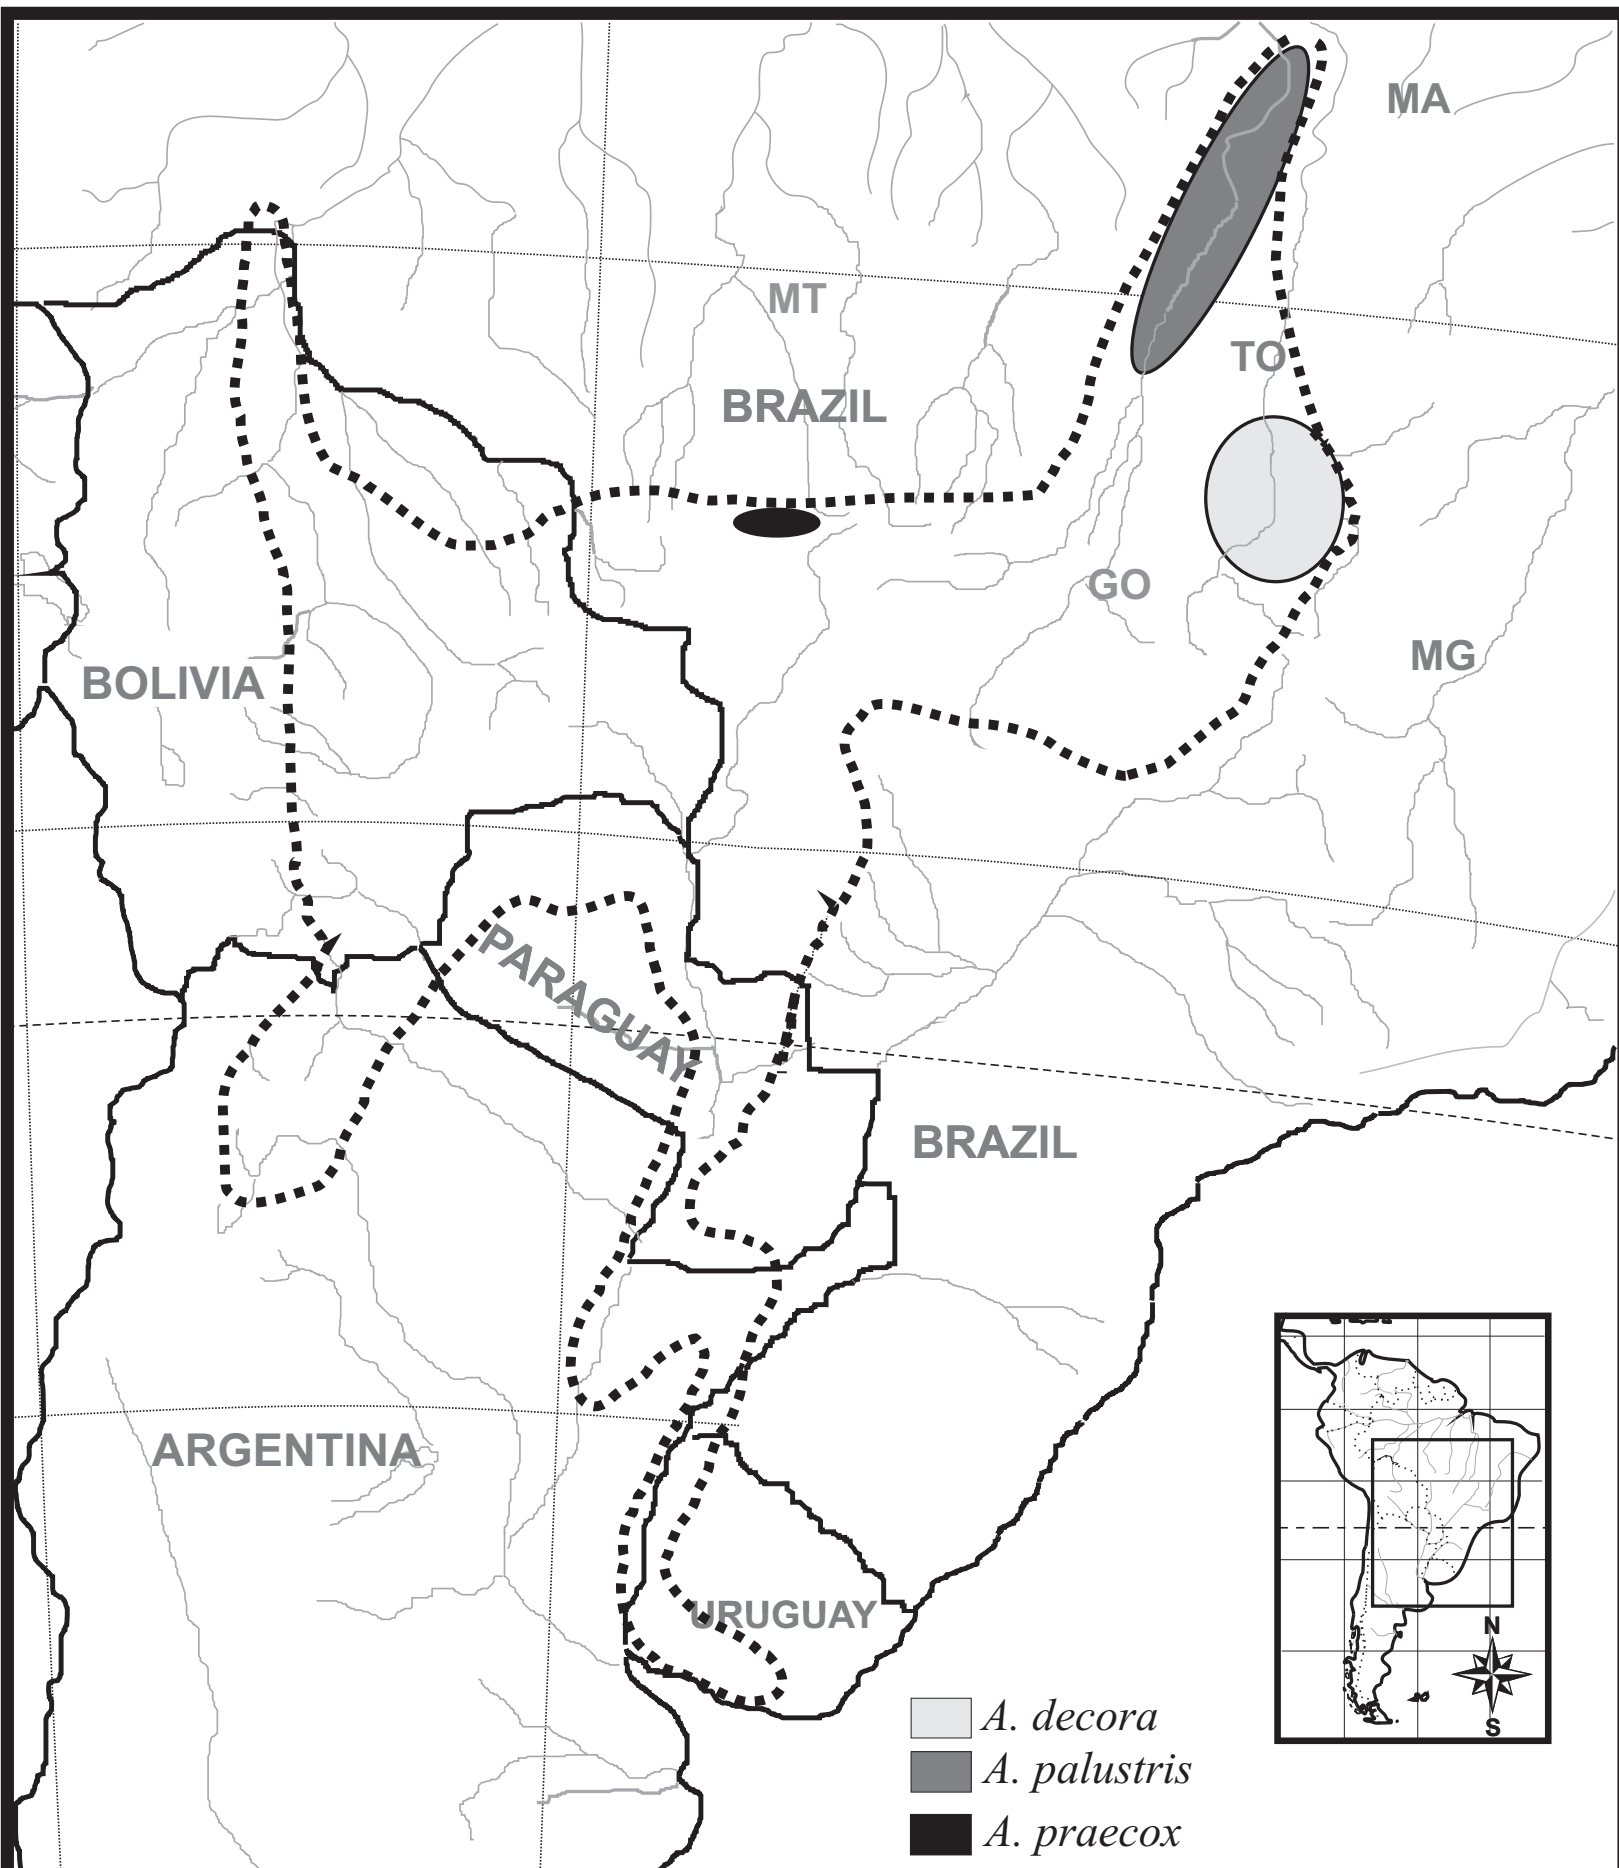 MA
MT
TO
BRAZIL
GO
MG
BOLIVIA
PARAGUAY
BRAZIL
ARGENTINA
URUGUAY
N
S
A. decora
A. palustris
A. praecox